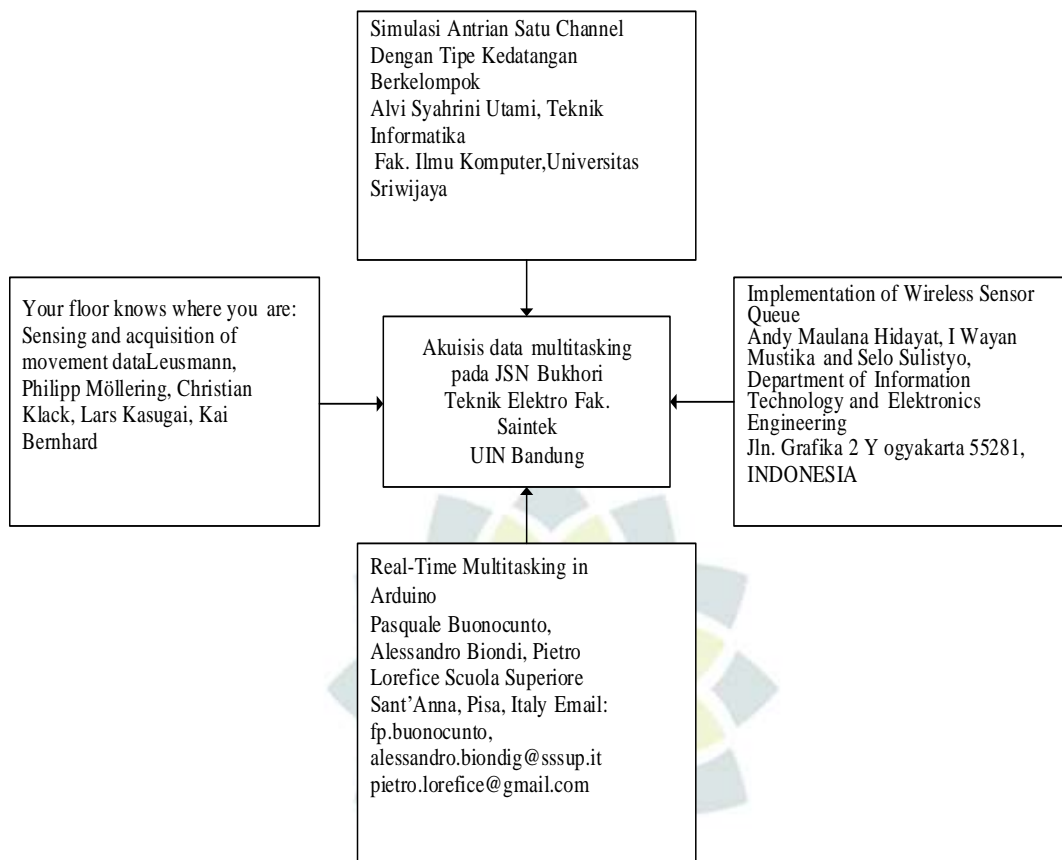 Simulasi Antrian Satu Channel
Dengan Tipe Kedatangan
Berkelompok
Alvi Syahrini Utami, Teknik
Informatika
Fak. Ilmu Komputer,Universitas
Sriwijaya
Your floor knows where you are:
Sensing and acquisition of
movement dataLeusmann,
Philipp Möllering, Christian
Klack, Lars Kasugai, Kai
Bernhard
Akuisis data multitasking
pada JSN Bukhori
Teknik Elektro Fak.
Saintek
UIN Bandung
Implementation of Wireless Sensor
Queue
Andy Maulana Hidayat, I Wayan
Mustika and Selo Sulistyo,
Department of Information
Technology and Elektronics
Engineering
Jln. Grafika 2 Y ogyakarta 55281,
INDONESIA
Real-Time Multitasking in
Arduino
Pasquale Buonocunto,
Alessandro Biondi, Pietro
Lorefice Scuola Superiore
Sant’Anna, Pisa, Italy Email:
fp.buonocunto,
alessandro.biondig@sssup.it
pietro.lorefice@gmail.com